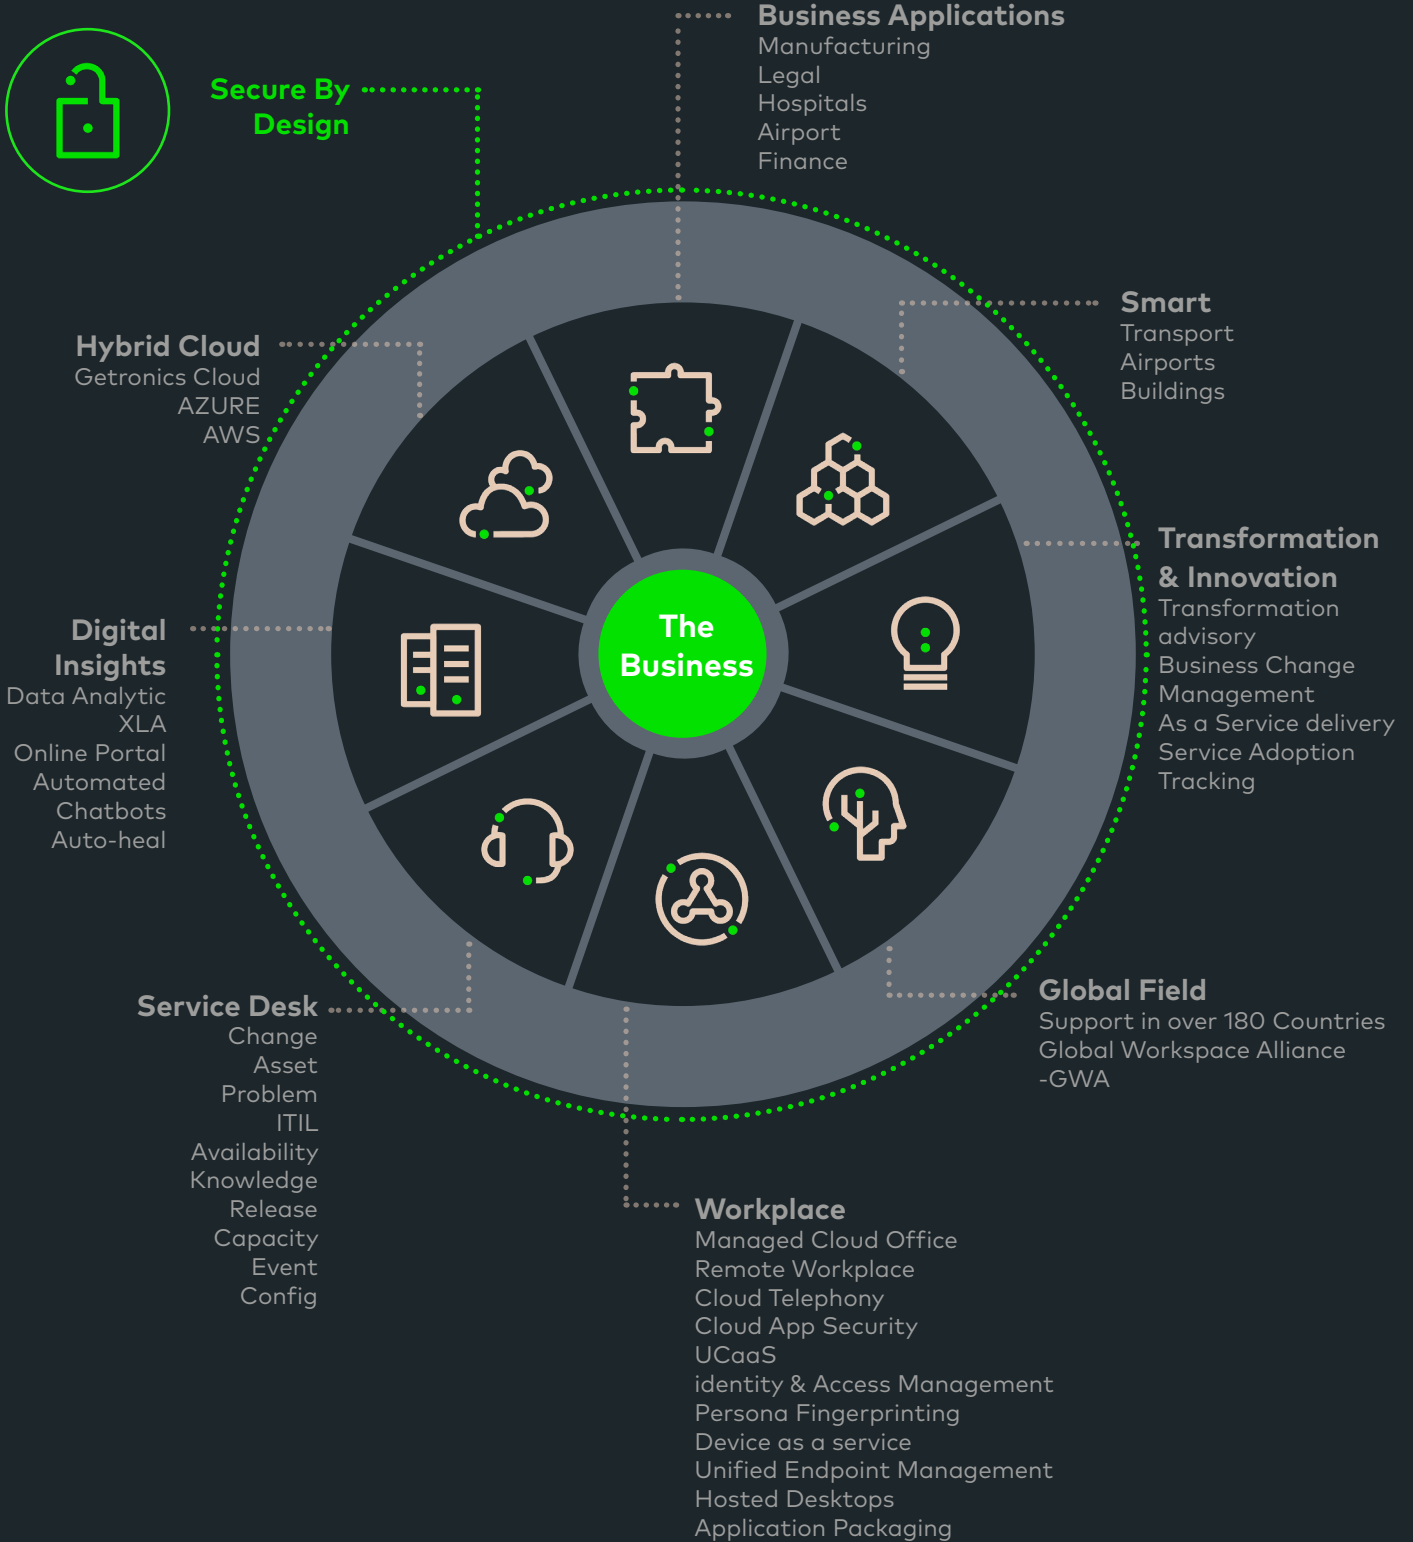 Secure By
Design
Business Applications
Manufacturing
Legal
Hospitals
Airport
Finance
Smart
Transport
Airports
Buildings
Hybrid Cloud
Getronics Cloud
AZURE
AWS
Transformation
& Innovation
Transformation
advisory
Business Change
Management
As a Service delivery
Service Adoption
Tracking
The
Business
Digital
Insights
Data Analytic
XLA
Online Portal
Automated
Chatbots
Auto-heal
Global Field
Support in over 180 Countries
Global Workspace Alliance
-GWA
Service Desk
Change
Asset
Problem
ITIL
Availability
Knowledge
Release
Capacity
Event
Config
Workplace
Managed Cloud Office
Remote Workplace
Cloud Telephony
Cloud App Security
UCaaS
identity & Access Management
Persona Fingerprinting
Device as a service
Unified Endpoint Management
Hosted Desktops
Application Packaging